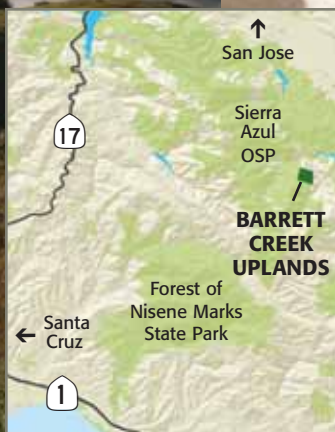 ↑
San Jose
17
Sierra
Azul
OSP
BARRETT
CREEK
UPLANDS
Forest of
Nisene Marks
State Park
← Santa
Cruz
1